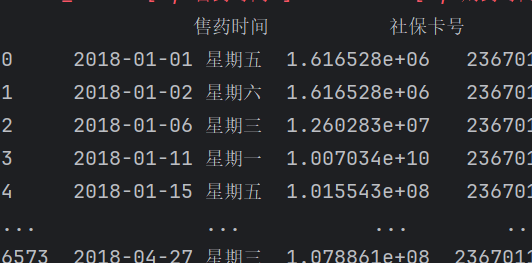 售药时间 社保卡号
0 2018-01-01 星期五 1.616528e+06 236701
1 2018-01-02 星期六 1.616528e+06 236701
2 2018-01-06 星期三 1.260283e+07 236701
3 2018-01-11 星期一 1.007034e+10 236701
4 2018-01-15 星期五 1.015543e+08 236701
... ... ... ..
6573 2018-04-27 星期三 1.078861e+08 2367011